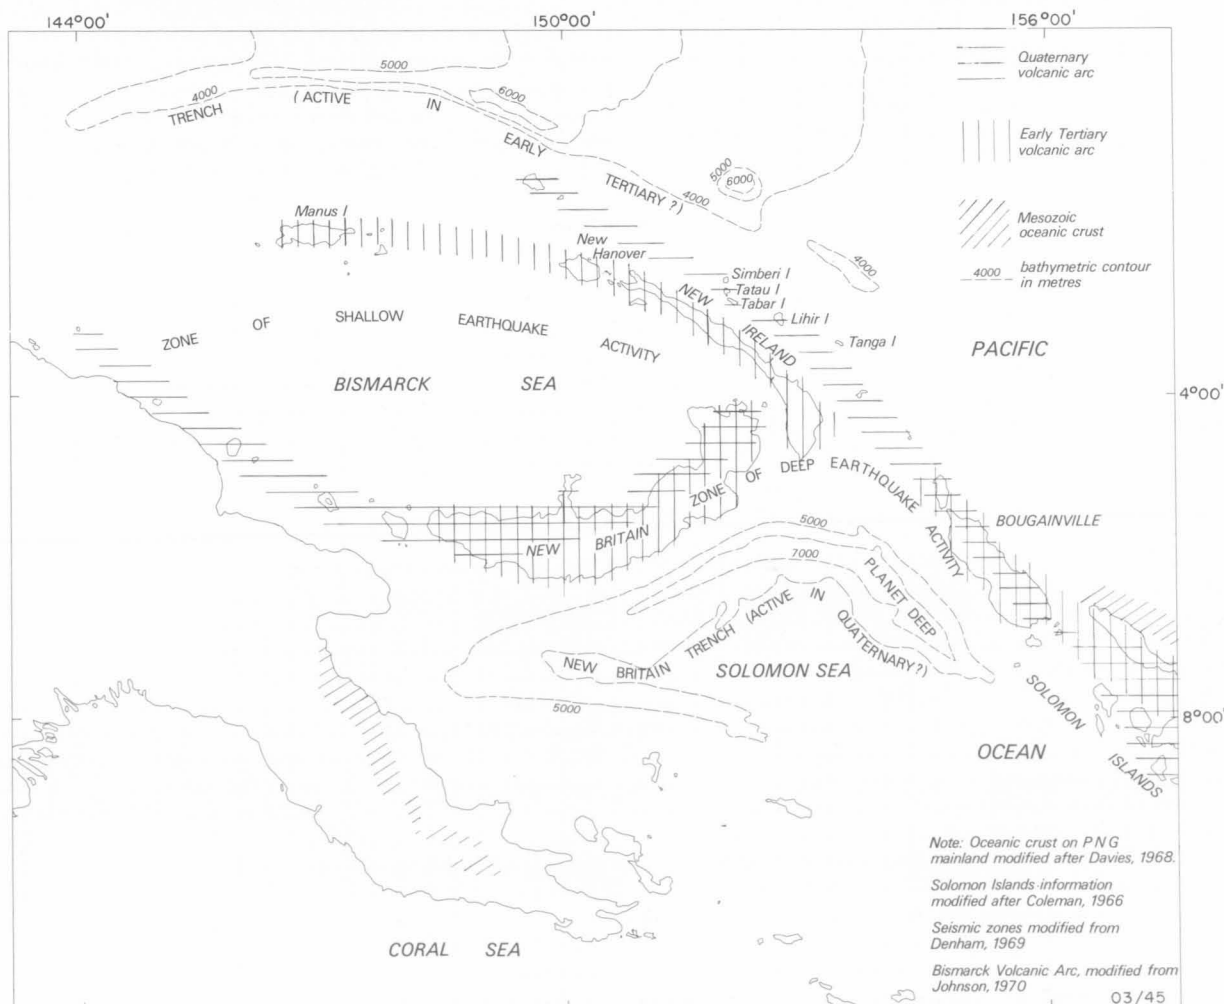 144°00'
150°00'
156°00'
5000
4000
TRENCH (ACTIVE IN EARLY TERTIARY?)
6000
4000
5000
6000
4000
Quaternary
volcanic arc
Early Tertiary
volcanic arc
Mesozoic
oceanic crust
4000 bathymetric contour
in metres
Manus I
New
Hanover
Simberi I
Tatau I
Tabar I
Lihir I
Tanga I
NEW IRELAND
ZONE OF SHALLOW EARTHQUAKE ACTIVITY
BISMARCK SEA
PACIFIC
4°00'
ZONE OF DEEP EARTHQUAKE ACTIVITY
NEW BRITAIN
BOUGAINVILLE
5000
7000
PLANET DEEP
NEW BRITAIN TRENCH (ACTIVE IN QUATERNARY?)
SOLOMON SEA
5000
SOLOMON ISLANDS
8°00'
OCEAN
CORAL SEA
Note: Oceanic crust on PNG
mainland modified after Davies, 1968.
Solomon Islands information
modified after Coleman, 1966
Seismic zones modified from
Denham, 1969
Bismarck Volcanic Arc, modified from
Johnson, 1970
03/45